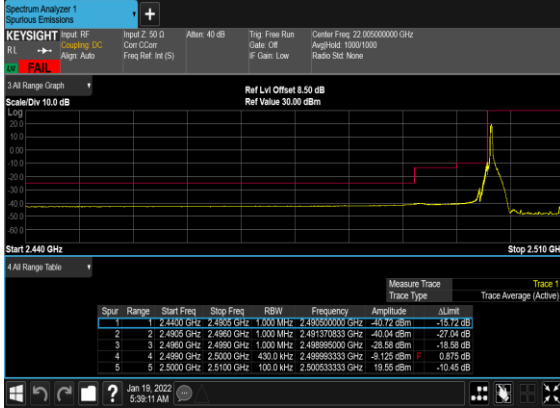 Spectrum Analyzer 1
Spurious Emissions
KEYSIGHT Input: RF Input Z: 50 Ω Atten: 40 dB Trig: Free Run Center Freq: 22.005000000 GHz
RL Coupling: DC Corr CCorr Gate: Off Avg|Hold: 1000/1000
Align: Auto Freq Ref: Int (S) IF Gain: Low Radio Std: None
FAIL
3.All Range Graph
Ref Lvl Offset 8.50 dB
Scale/Div 10.0 dB Ref Value 30.00 dBm
Log
20.0
10.0
0.00
-10.0
-20.0
-30.0
-40.0
-50.0
-60.0
Start 2.440 GHz Stop 2.510 GH
4.All Range Table
Measure Trace Trace 1
Trace Type Trace Average (Active)
Spur Range Start Freq Stop Freq RBW Frequency Amplitude ΔLimit
1 1 2.4400 GHz 2.4905 GHz 1.000 MHz 2.490500000 GHz -40.72 dBm -15.72 dB
2 2 2.4905 GHz 2.4960 GHz 1.000 MHz 2.491370833 GHz -40.04 dBm -27.04 dB
3 3 2.4960 GHz 2.4990 GHz 1.000 MHz 2.498995000 GHz -28.58 dBm -18.58 dB
4 4 2.4990 GHz 2.5000 GHz 430.0 kHz 2.499993333 GHz -9.125 dBm F 0.875 dB
5 5 2.5000 GHz 2.5100 GHz 100.0 kHz 2.500533333 GHz 19.55 dBm -10.45 dB
Jan 19, 2022
5:39:11 AM